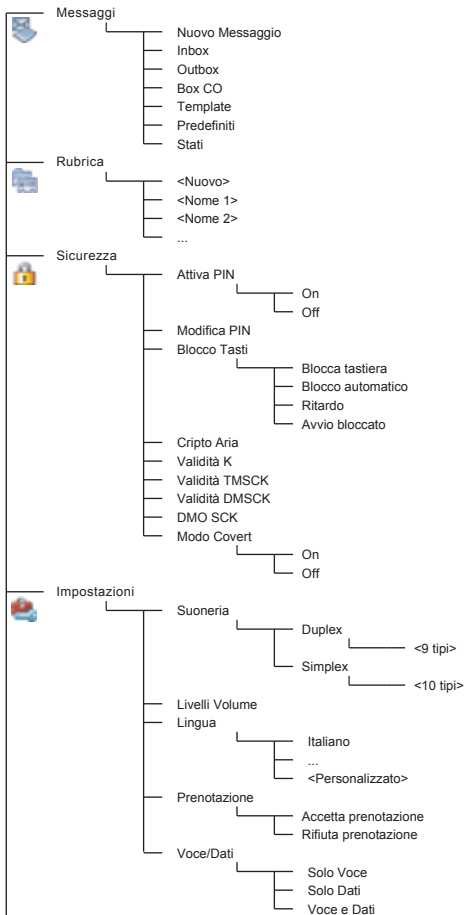 Messaggi
Nuovo Messaggio
Inbox
Outbox
Box CO
Template
Predefiniti
Stati
Rubrica
<Nuovo>
<Nome 1>
<Nome 2>
...
Sicurezza
Attiva PIN
On
Off
Modifica PIN
Blocco Tasti
Blocca tastiera
Blocco automatico
Ritardo
Avvio bloccato
Cripto Aria
Validità K
Validità TMSCK
Validità DMSCK
DMO SCK
Modo Covert
On
Off
Impostazioni
Suoneria
Duplex
<9 tipi>
Simplex
<10 tipi>
Livelli Volume
Lingua
Italiano
...
<Personalizzato>
Prenotazione
Accetta prenotazione
Rifiuta prenotazione
Voce/Dati
Solo Voce
Solo Dati
Voce e Dati